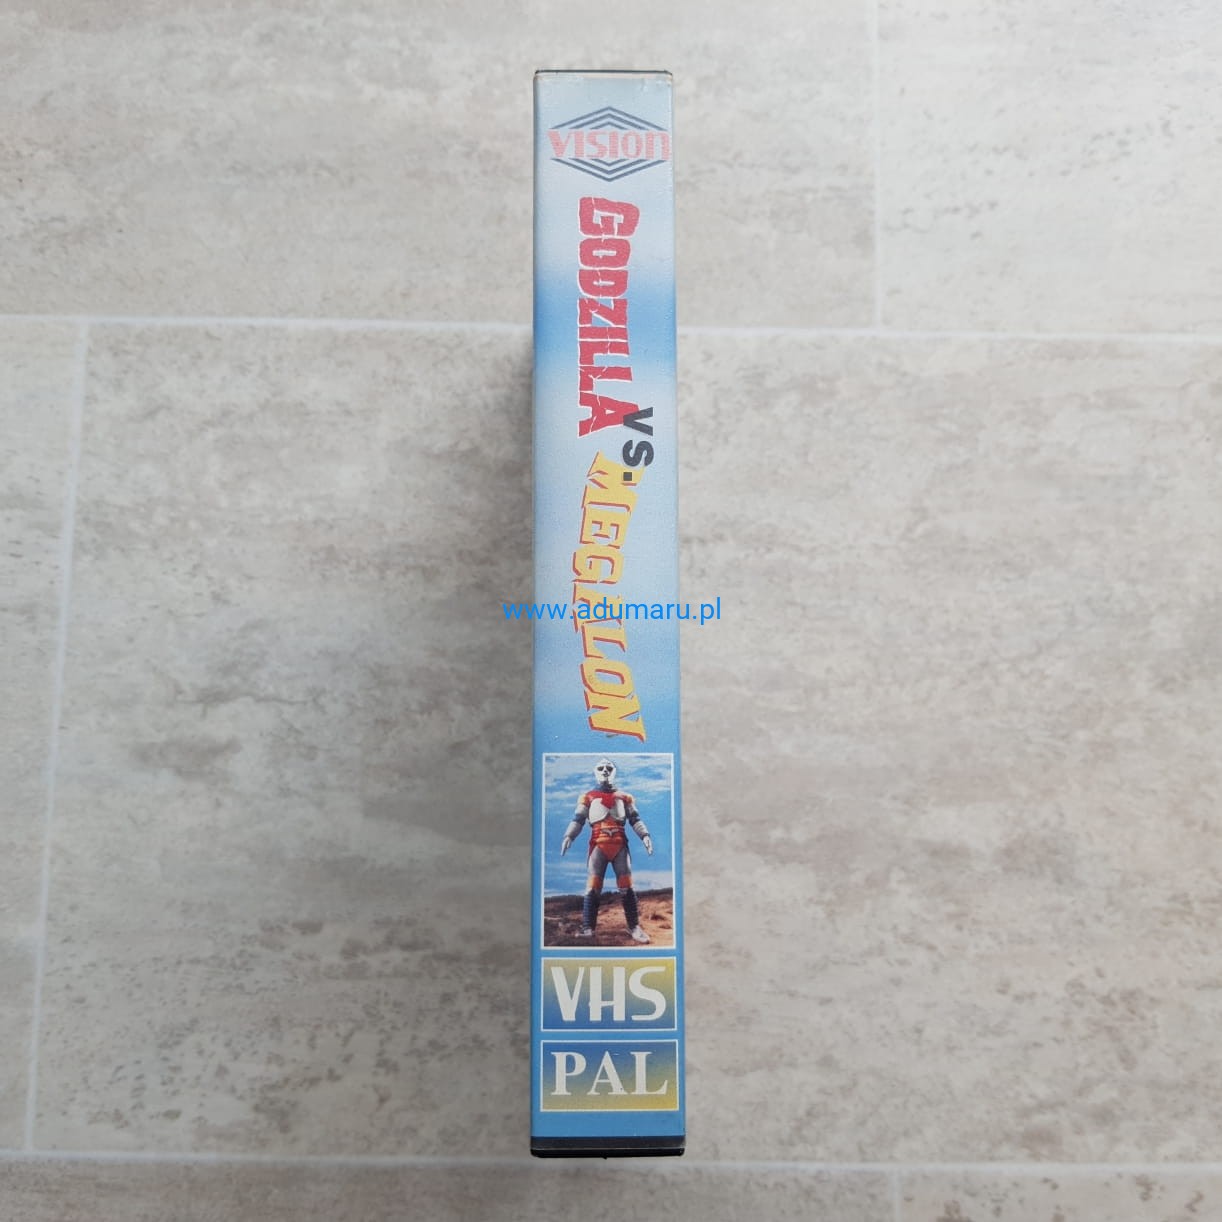 VISION
GODZILLA
VS.
MEGALON
www.adumaru.pl
VHS
PAL